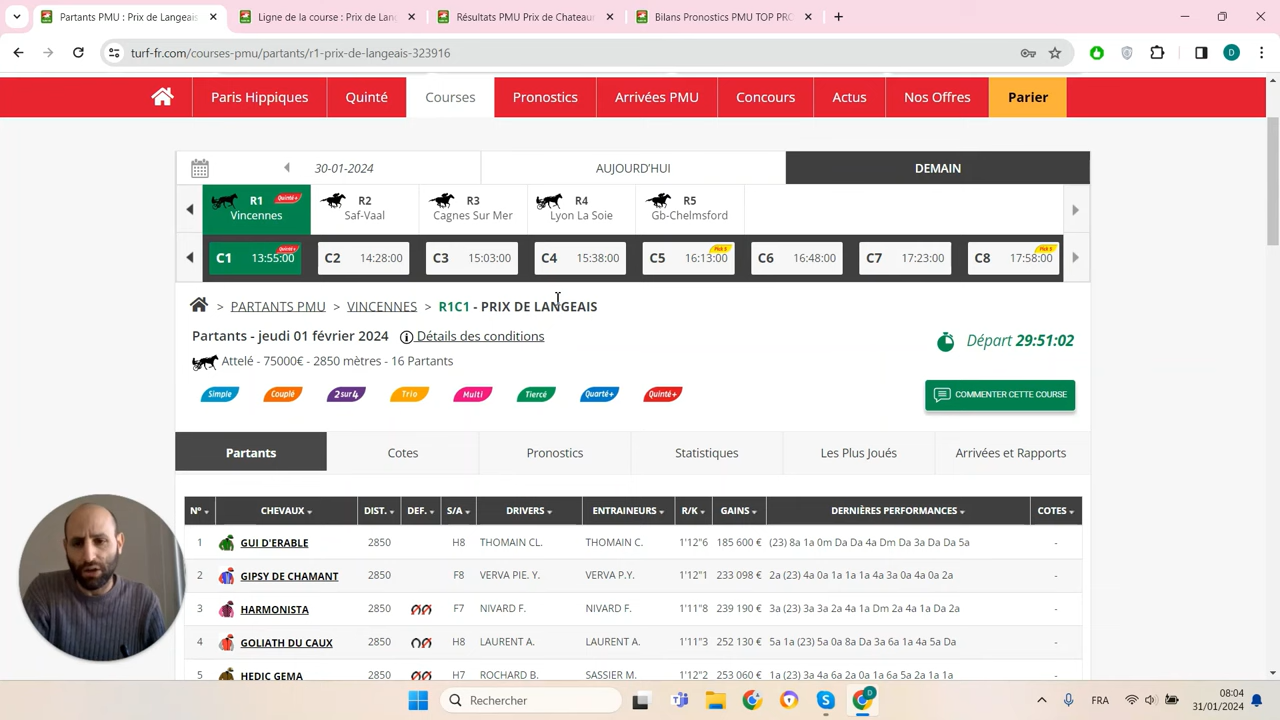 Partants PMU : Prix de Langeais
Ligne de la course : Prix de Lang
Résultats PMU Prix de Chateaur
Bilans Pronostics PMU TOP PRO
turf-fr.com/courses-pmu/partants/r1-prix-de-langeais-323916
D
Paris Hippiques Quinté Courses Pronostics Arrivées PMU Concours Actus Nos Offres Parier
30-01-2024 AUJOURD'HUI DEMAIN
R1 Quinté+ R2 R3 R4 R5
Vincennes Saf-Vaal Cagnes Sur Mer Lyon La Soie Gb-Chelmsford
C1 13:55:00 Quinté+ C2 14:28:00 C3 15:03:00 C4 15:38:00 C5 16:13:00 Pick 5 C6 16:48:00 C7 17:23:00 C8 17:58:00 Pick 5
> PARTANTS PMU > VINCENNES > R1C1 - PRIX DE LANGEAIS
Partants - jeudi 01 février 2024 Détails des conditions
Départ 29:51:02
Attelé - 75000€ - 2850 mètres - 16 Partants
Simple Couplé 2sur4 Trio Multi Tiercé Quarté+ Quinté+
COMMENTER CETTE COURSE
Partants Cotes Pronostics Statistiques Les Plus Joués Arrivées et Rapports
N° CHEVAUX DIST. DEF. S/A DRIVERS ENTRAINEURS R/K GAINS DERNIÈRES PERFORMANCES COTES
1 GUI D'ERABLE 2850 H8 THOMAIN CL. THOMAIN C. 1'12"6 185 600 € (23) 8a 1a 0m Da Da 4a Dm Da 3a Da Da 5a -
2 GIPSY DE CHAMANT 2850 F8 VERVA PIE. Y. VERVA P.Y. 1'12"1 233 098 € 3a (23) 4a 0a 1a 1a 1a 4a 3a 0a 4a 0a 2a -
3 HARMONISTA 2850 F7 NIVARD F. NIVARD F. 1'11"8 239 190 € 3a (23) 3a 3a 2a 4a 1a Dm 2a 4a 1a Da 2a -
4 GOLIATH DU CAUX 2850 H8 LAURENT A. LAURENT A. 1'11"3 252 130 € 5a 1a (23) 5a 0a 8a Da 3a 6a 1a 4a 5a Da -
5 HEDIC GEMA 2850 H7 ROCHARD B. SASSIER M. 1'12"2 253 060 € 1a (23) 3a 4a 6a 2a 0a 1a 6a 5a 2a 1a 1a -
Rechercher
D
FRA
08:04
31/01/2024